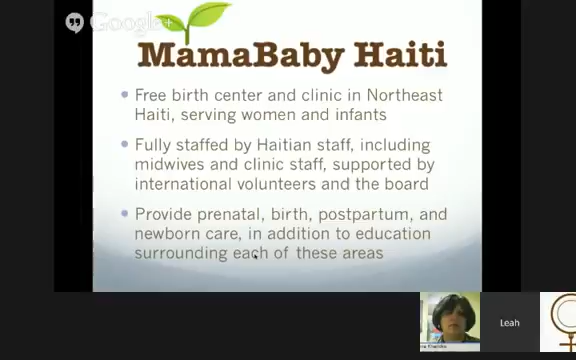 Google+
MamaBaby Haiti
Free birth center and clinic in Northeast
Haiti, serving women and infants
Fully staffed by Haitian staff, including
midwives and clinic staff, supported by
international volunteers and the board
Provide prenatal, birth, postpartum, and
newborn care, in addition to education
surrounding each of these areas
Leah